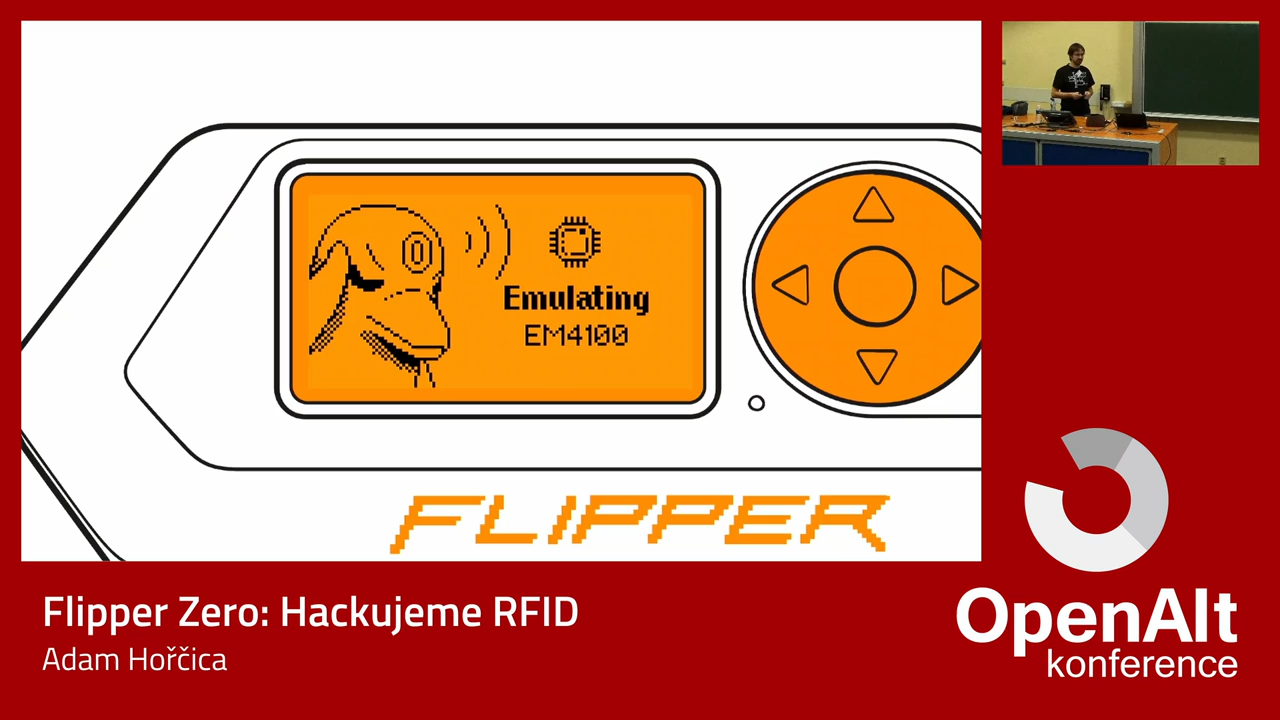 Emulating
EM4100
FLIPPER
Flipper Zero: Hackujeme RFID
Adam Hořčica
OpenAlt
konference